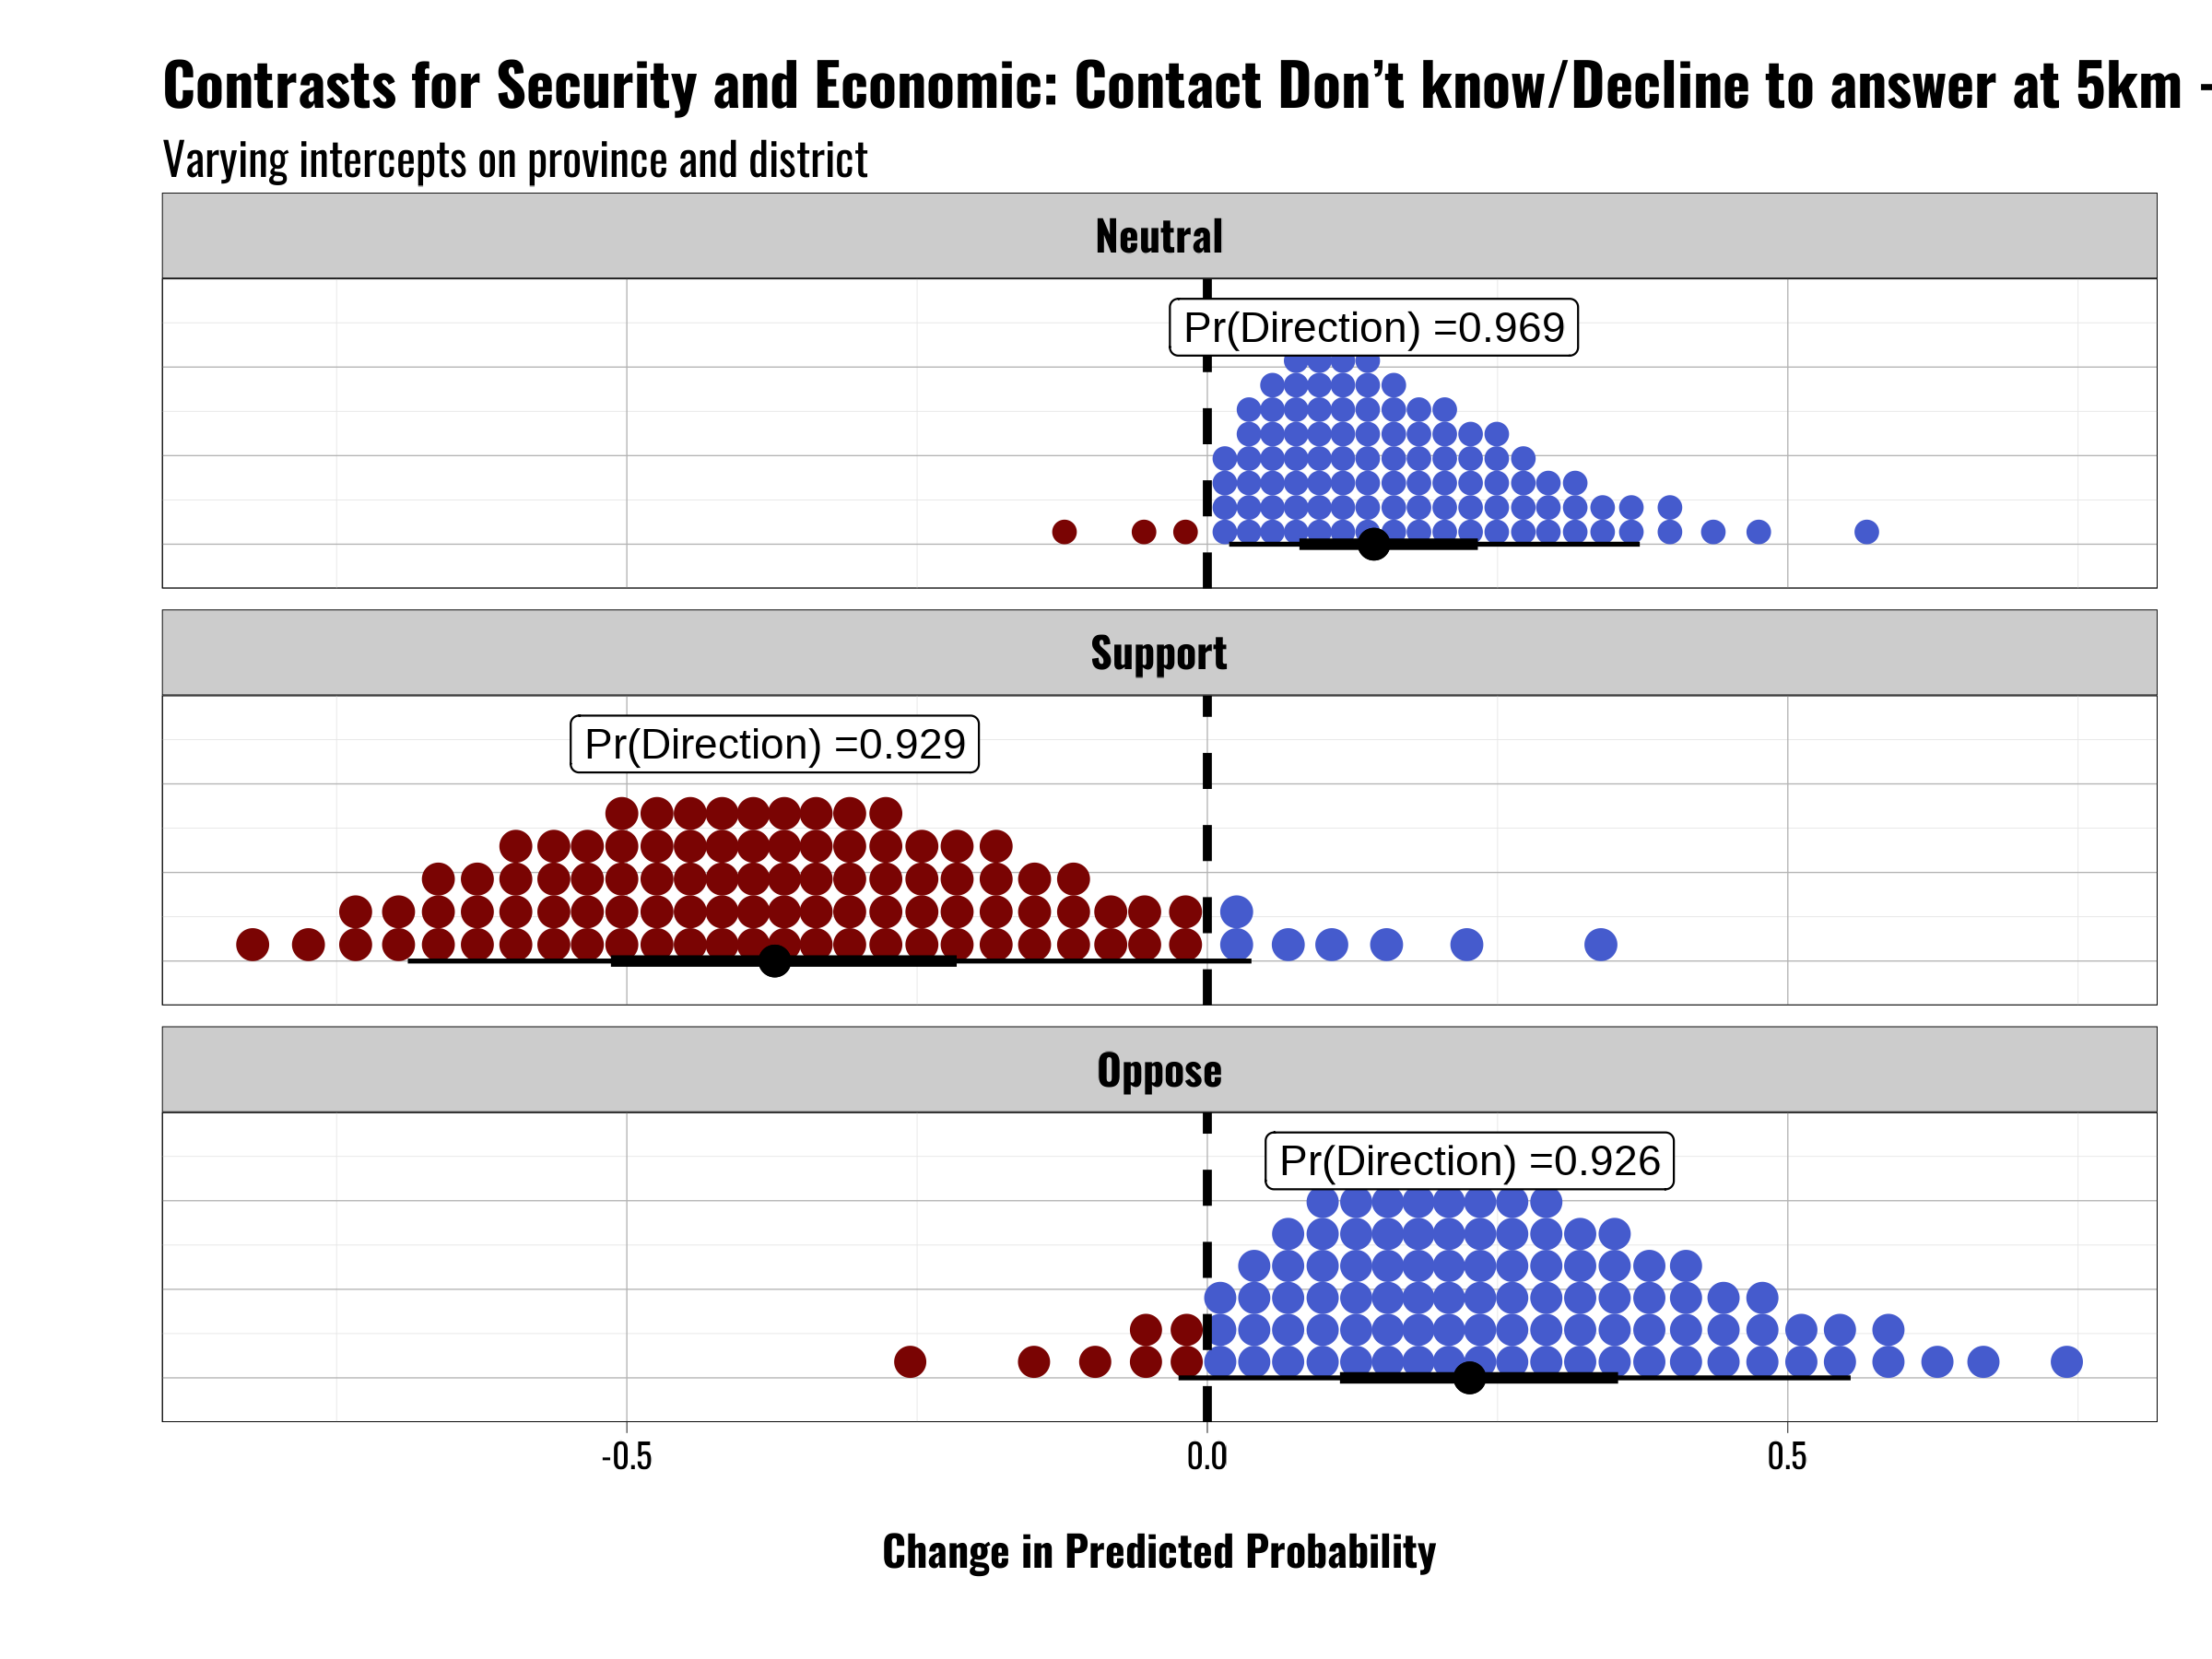 Contrasts for Security and Economic: Contact Don’t know/Decline to answer at 5km -
Varying intercepts on province and district
Neutral
Pr(Direction) =0.969
Support
Pr(Direction) =0.929
Oppose
Pr(Direction) =0.926
-0.5 0.0 0.5
Change in Predicted Probability